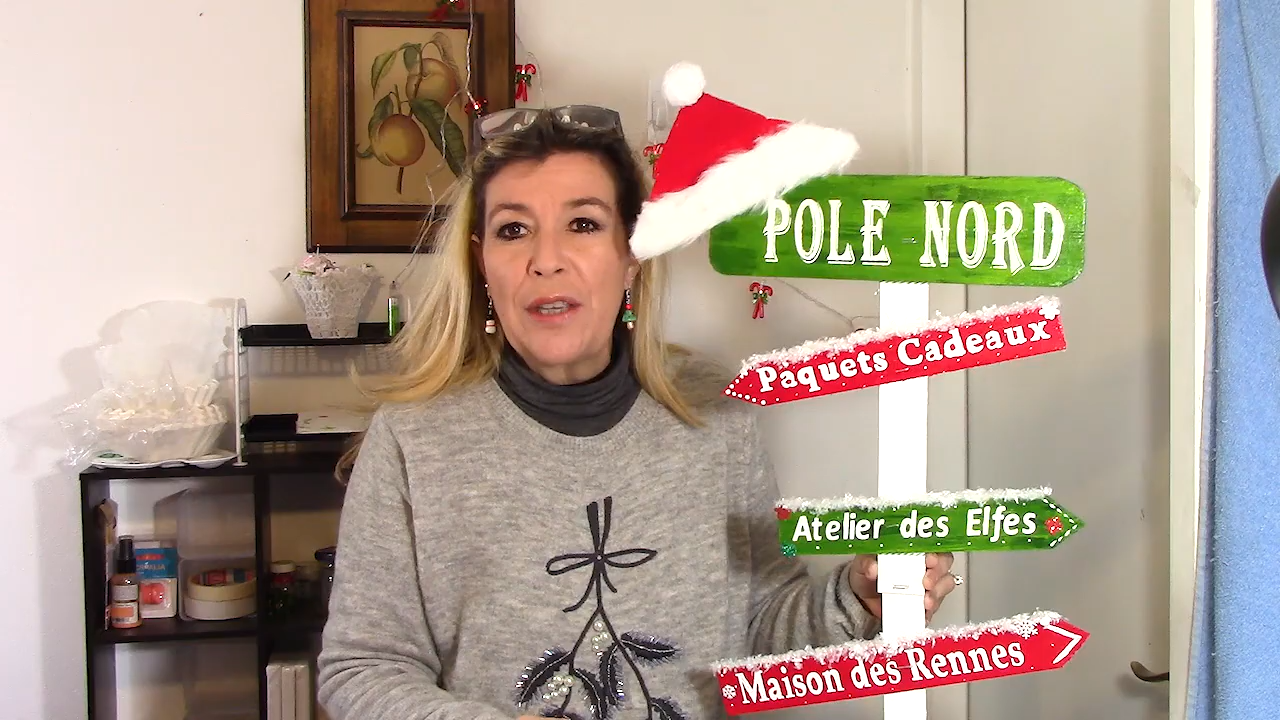 POLE NORD
Paquets Cadeaux
Atelier des Elfes
Maison des Rennes